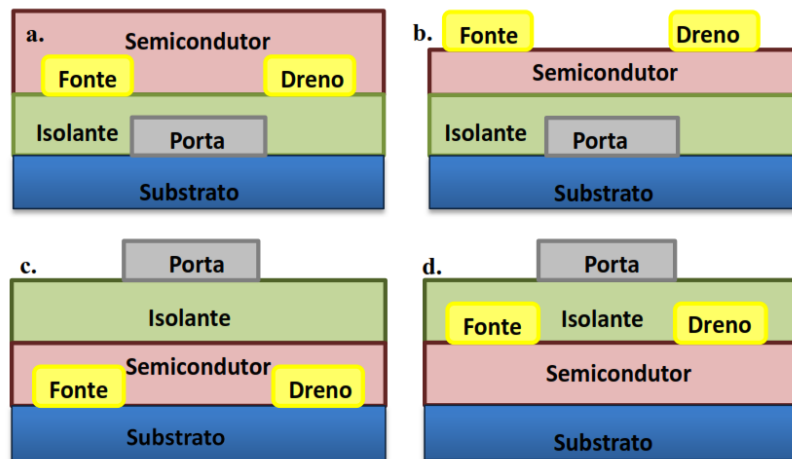 a.
Semicondutor
Fonte
Dreno
Isolante
Porta
Substrato
b.
Fonte
Dreno
Semicondutor
Isolante
Porta
Substrato
c.
Porta
Isolante
Semicondutor
Fonte
Dreno
Substrato
d.
Porta
Fonte
Isolante
Dreno
Semicondutor
Substrato